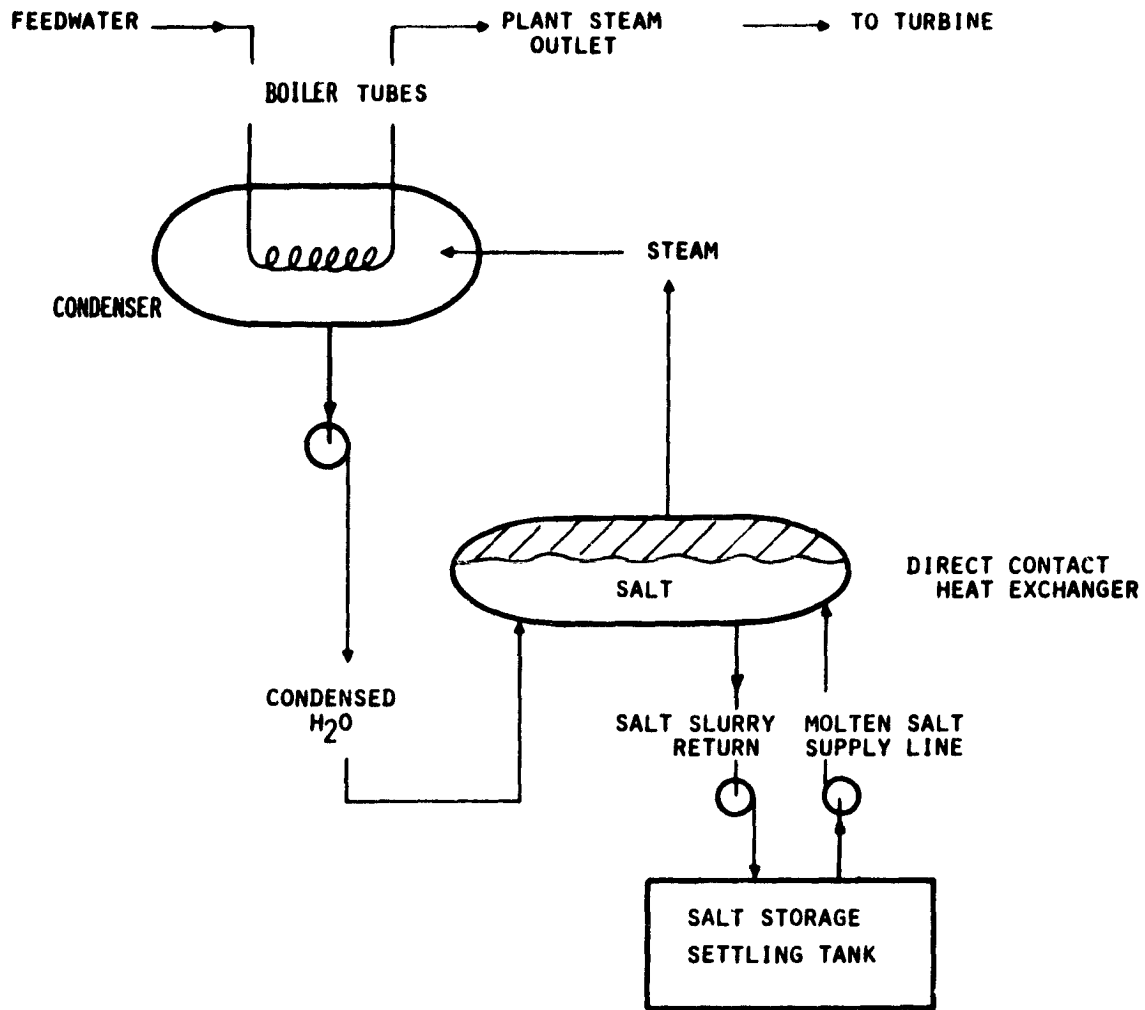 FEEDWATER
PLANT STEAM
OUTLET
TO TURBINE
BOILER TUBES
STEAM
CONDENSER
SALT
DIRECT CONTACT
HEAT EXCHANGER
CONDENSED
H2O
SALT SLURRY
RETURN
MOLTEN SALT
SUPPLY LINE
SALT STORAGE
SETTLING TANK